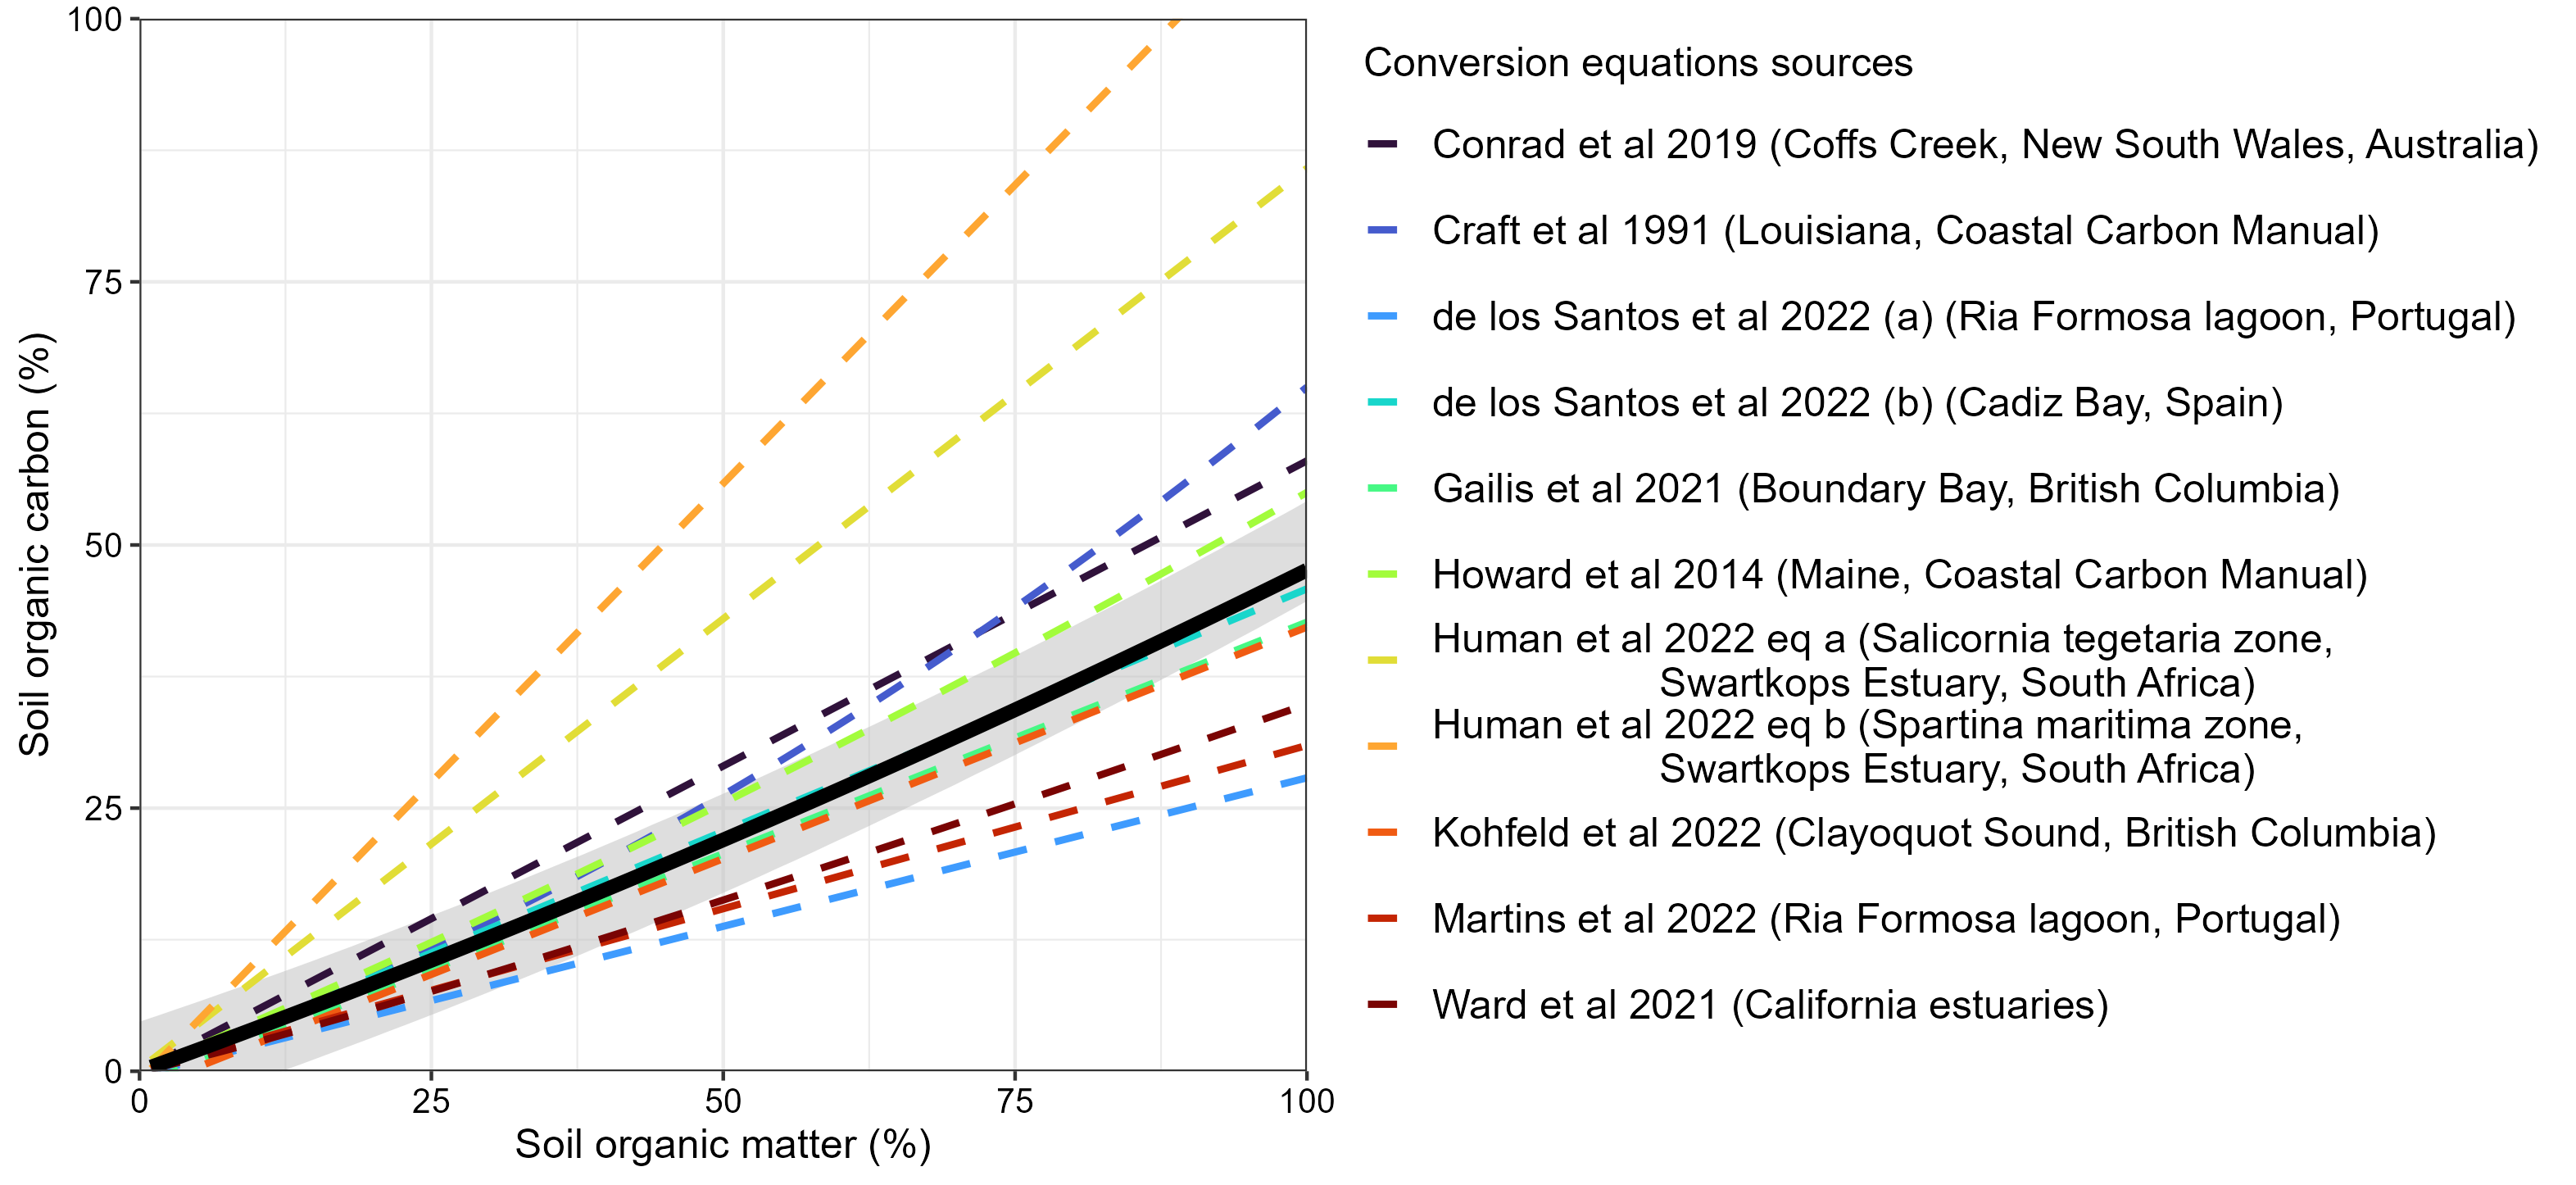 100
75
50
25
0
Soil organic carbon (%)
0 25 50 75 100
Soil organic matter (%)
Conversion equations sources
Conrad et al 2019 (Coffs Creek, New South Wales, Australia)
Craft et al 1991 (Louisiana, Coastal Carbon Manual)
de los Santos et al 2022 (a) (Ria Formosa lagoon, Portugal)
de los Santos et al 2022 (b) (Cadiz Bay, Spain)
Gailis et al 2021 (Boundary Bay, British Columbia)
Howard et al 2014 (Maine, Coastal Carbon Manual)
Human et al 2022 eq a (Salicornia tegetaria zone,
Swartkops Estuary, South Africa)
Human et al 2022 eq b (Spartina maritima zone,
Swartkops Estuary, South Africa)
Kohfeld et al 2022 (Clayoquot Sound, British Columbia)
Martins et al 2022 (Ria Formosa lagoon, Portugal)
Ward et al 2021 (California estuaries)